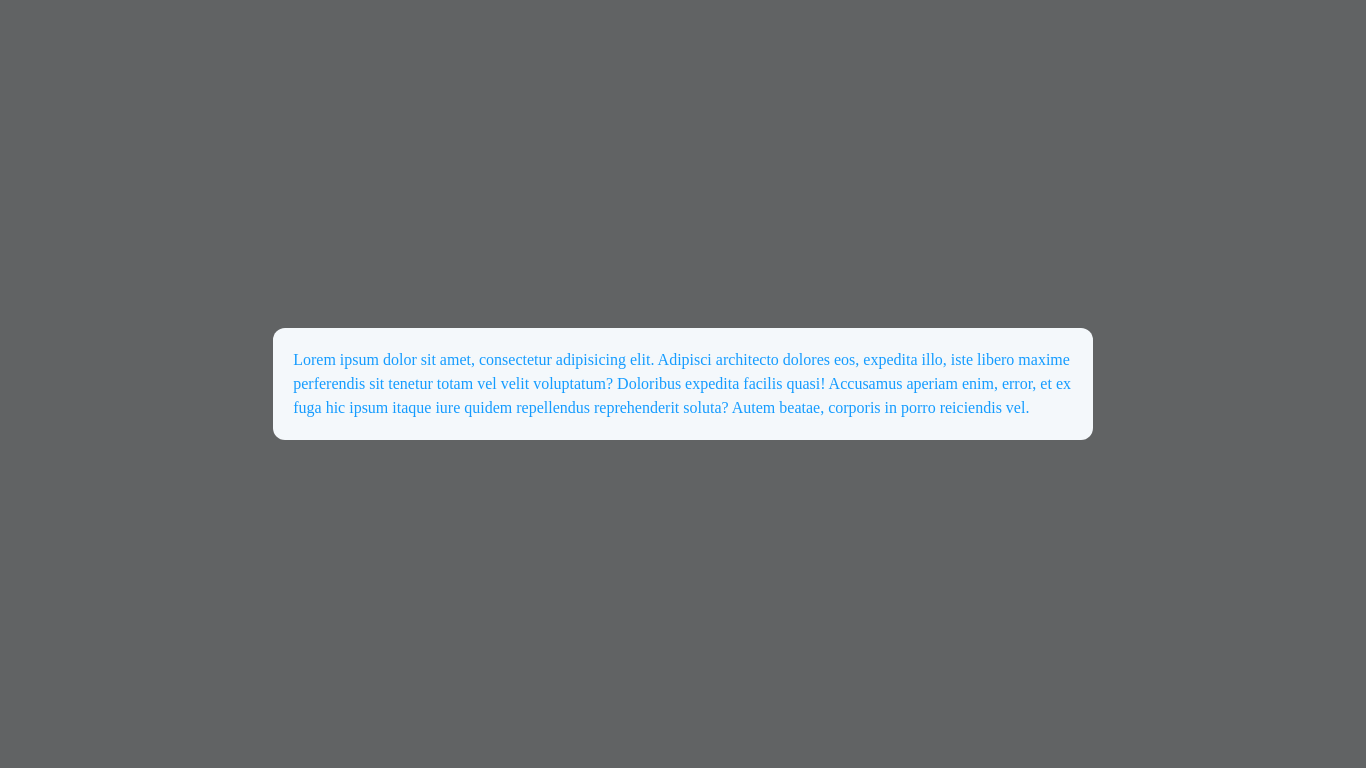 Lorem ipsum dolor sit amet, consectetur adipisicing elit. Adipisci architecto dolores eos, expedita illo, iste libero maxime
perferendis sit tenetur totam vel velit voluptatum? Doloribus expedita facilis quasi! Accusamus aperiam enim, error, et ex
fuga hic ipsum itaque iure quidem repellendus reprehenderit soluta? Autem beatae, corporis in porro reiciendis vel.